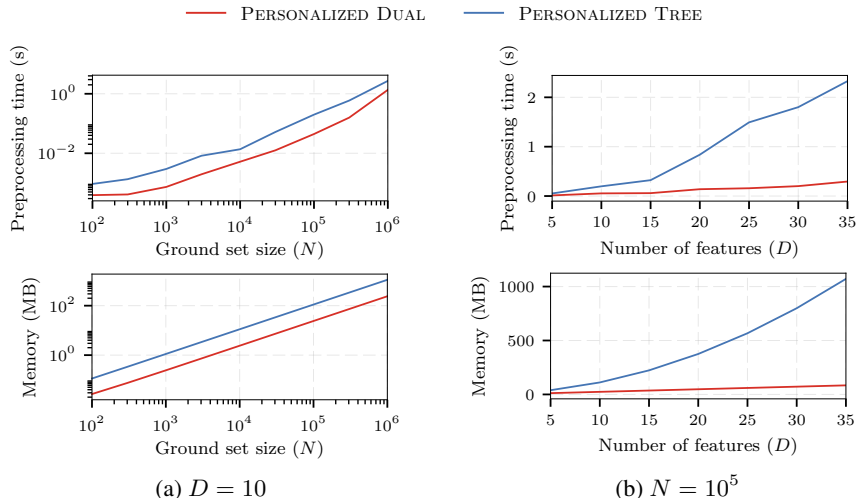 PERSONALIZED DUAL PERSONALIZED TREE
Preprocessing time (s)
10^0
10^-2
10^2 10^3 10^4 10^5 10^6
Ground set size (N)
Preprocessing time (s)
2
1
0
5 10 15 20 25 30 35
Number of features (D)
Memory (MB)
10^2
10^0
10^2 10^3 10^4 10^5 10^6
Ground set size (N)
Memory (MB)
1000
500
0
5 10 15 20 25 30 35
Number of features (D)
(a) D = 10
(b) N = 10^5